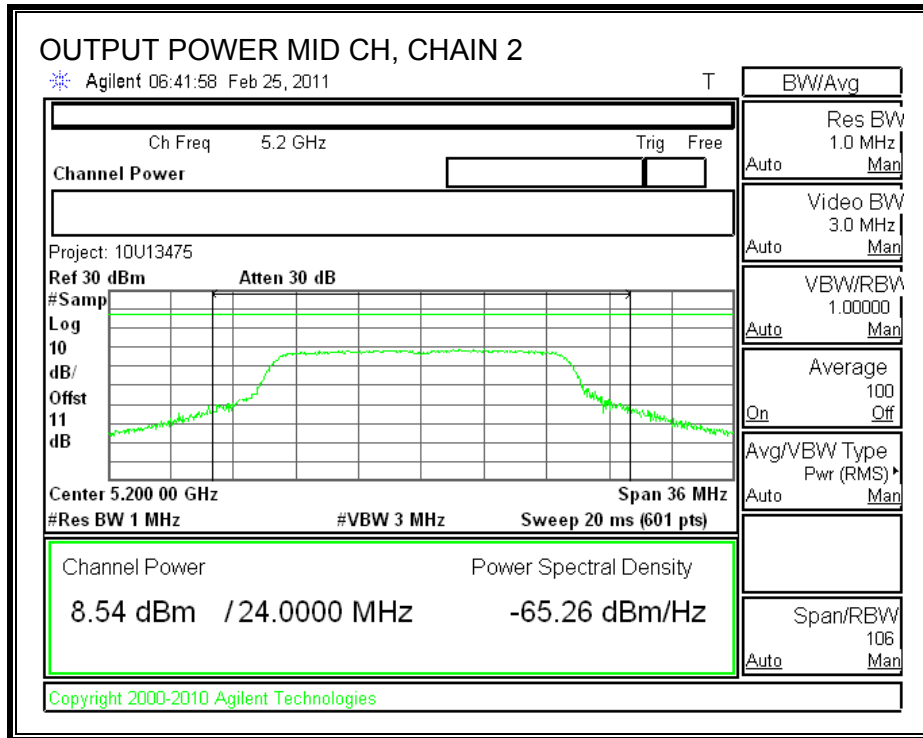 OUTPUT POWER MID CH, CHAIN 2
Agilent 06:41:58 Feb 25, 2011 T
BW/Avg
Ch Freq 5.2 GHz Trig Free
Channel Power
Project: 10U13475
Ref 30 dBm Atten 30 dB
#Samp
Log
10
dB/
Offst
11
dB
Center 5.200 00 GHz Span 36 MHz
#Res BW 1 MHz #VBW 3 MHz Sweep 20 ms (601 pts)
Channel Power Power Spectral Density
8.54 dBm / 24.0000 MHz -65.26 dBm/Hz
Copyright 2000-2010 Agilent Technologies
Res BW
1.0 MHz
Auto Man
Video BW
3.0 MHz
Auto Man
VBW/RBW
1.00000
Auto Man
Average
100
On Off
Avg/VBW Type
Pwr (RMS)
Auto Man
Span/RBW
106
Auto Man